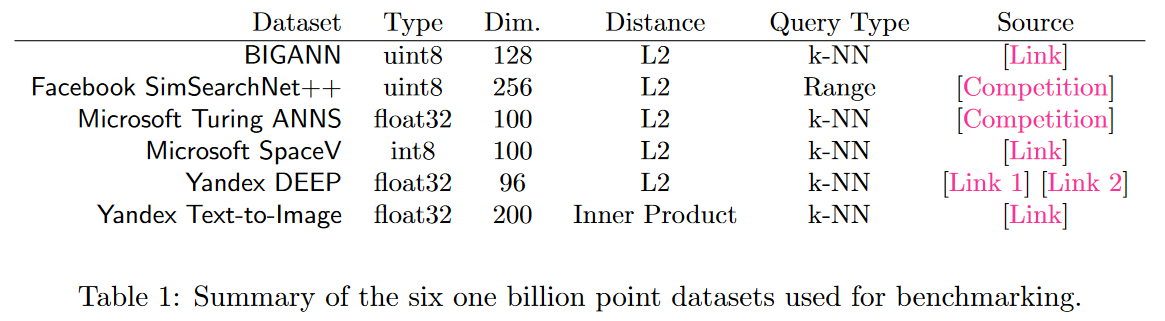 Dataset Type Dim. Distance Query Type Source
BIGANN uint8 128 L2 k-NN [Link]
Facebook SimSearchNet++ uint8 256 L2 Range [Competition]
Microsoft Turing ANNS float32 100 L2 k-NN [Competition]
Microsoft SpaceV int8 100 L2 k-NN [Link]
Yandex DEEP float32 96 L2 k-NN [Link 1] [Link 2]
Yandex Text-to-Image float32 200 Inner Product k-NN [Link]
Table 1: Summary of the six one billion point datasets used for benchmarking.